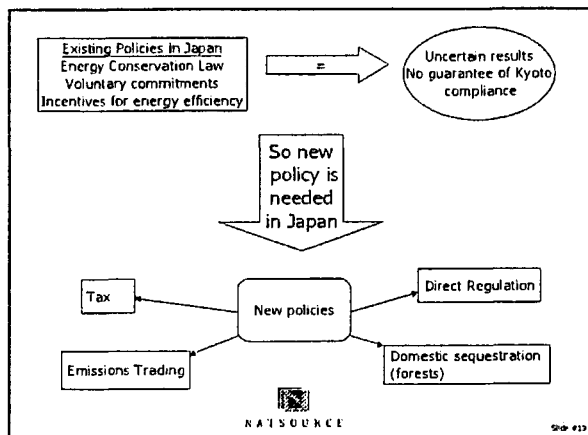 Existing Policies in Japan
Energy Conservation Law
Voluntary commitments
Incentives for energy efficiency
=
Uncertain results
No guarantee of Kyoto
compliance
So new
policy is
needed
in Japan
Tax
New policies
Direct Regulation
Emissions Trading
Domestic sequestration
(forests)
NATSOURCE